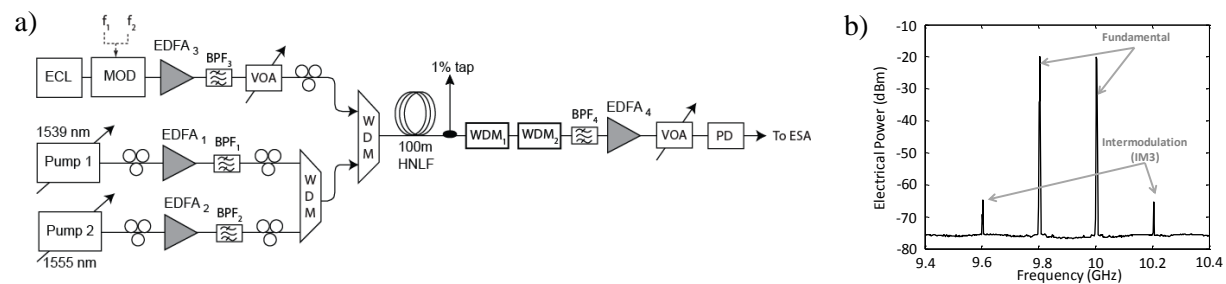 a)
f₁ f₂
ECL
MOD
EDFA₃
BPF₃
VOA
1539 nm
Pump 1
EDFA₁
BPF₁
Pump 2
1555 nm
EDFA₂
BPF₂
WDM
WDM
100m
HNLF
1% tap
WDM₁
WDM₂
BPF₄
EDFA₄
VOA
PD
To ESA
b)
Electrical Power (dBm)
-10
-20
-30
-40
-50
-60
-70
-80
Fundamental
Intermodulation
(IM3)
9.4 9.6 9.8 10 10.2 10.4
Frequency (GHz)